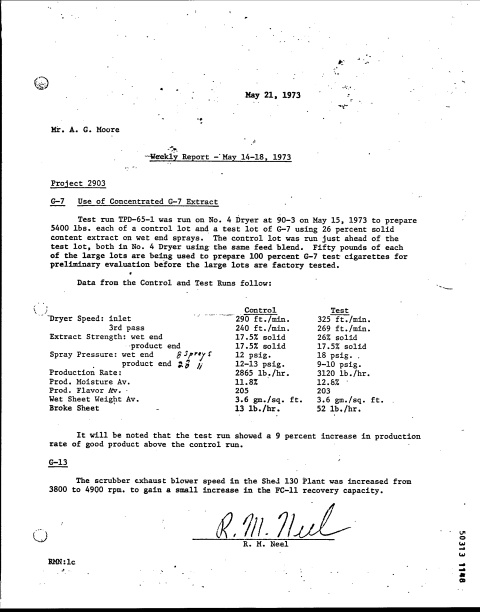 May 21, 1973
Mr. A. G. Moore
Weekly Report - May 14-18, 1973
Project 2903
G-7 Use of Concentrated G-7 Extract
Test run TPD-65-1 was run on No. 4 Dryer at 90-3 on May 15, 1973 to prepare
5400 lbs. each of a control lot and a test lot of G-7 using 26 percent solid
content extract on wet end sprays. The control lot was run just ahead of the
test lot, both in No. 4 Dryer using the same feed blend. Fifty pounds of each
of the large lots are being used to prepare 100 percent G-7 test cigarettes for
preliminary evaluation before the large lots are factory tested.
Data from the Control and Test Runs follow:
Control Test
Dryer Speed: inlet 290 ft./min. 325 ft./min.
3rd pass 240 ft./min. 269 ft./min.
Extract Strength: wet end 17.5% solid 26% solid
product end 17.5% solid 17.5% solid
Spray Pressure: wet end 8 sprays 12 psig. 18 psig.
product end 28 " 12-13 psig. 9-10 psig.
Production Rate: 2865 lb./hr. 3120 lb./hr.
Prod. Moisture Av. 11.8% 12.6%
Prod. Flavor Av. 205 203
Wet Sheet Weight Av. 3.6 gm./sq. ft. 3.6 gm./sq. ft.
Broke Sheet 13 lb./hr. 52 lb./hr.
It will be noted that the test run showed a 9 percent increase in production
rate of good product above the control run.
G-13
The scrubber exhaust blower speed in the Shed 130 Plant was increased from
3800 to 4900 rpm. to gain a small increase in the FC-11 recovery capacity.
R. M. Neel
R. M. Neel
RMN:lc
50313 1148